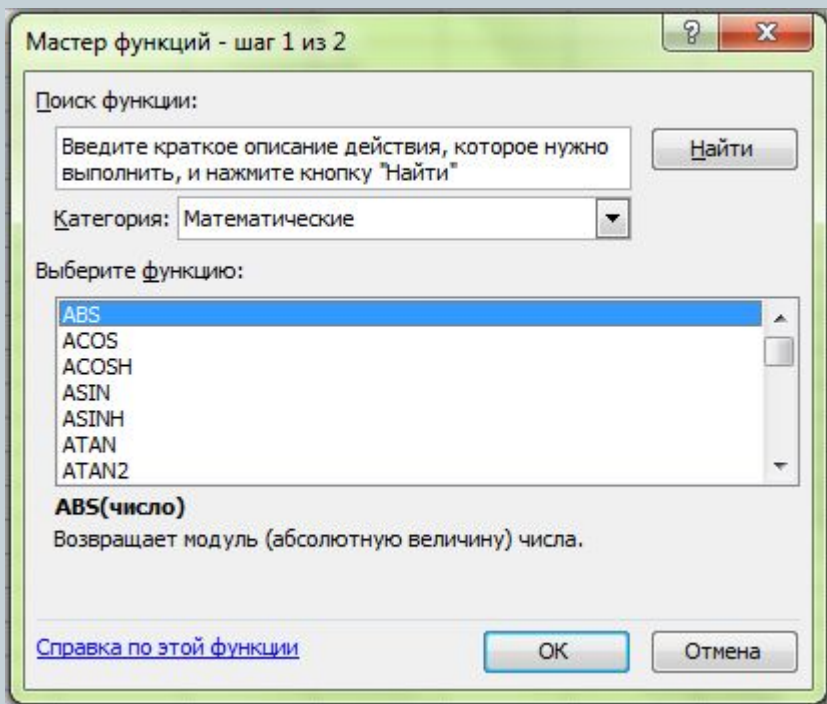 Мастер функций - шаг 1 из 2
Поиск функции:
Введите краткое описание действия, которое нужно
выполнить, и нажмите кнопку "Найти"
Найти
Категория: Математические
Выберите функцию:
ABS
ACOS
ACOSH
ASIN
ASINH
ATAN
ATAN2
ABS(число)
Возвращает модуль (абсолютную величину) числа.
Справка по этой функции
ОК
Отмена